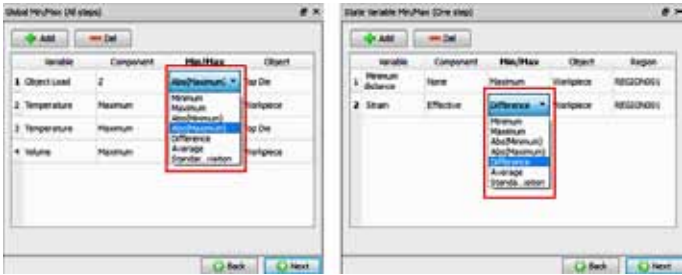 Global Min/Max (All steps)
Add Del
Variable Component Min/Max Object
1 Object Load Z Abs(Maximum) Top Die
2 Temperature Maximum Workpiece
3 Temperature Maximum Top Die
4 Volume Maximum Workpiece
Minimum
Maximum
Abs(Minimum)
Abs(Maximum)
Difference
Average
Standar...viation
Back Next
State Variable Min/Max (One step)
Add Del
Variable Component Min/Max Object Region
1 Minimum distance None Maximum Workpiece REGION001
2 Strain Effective Difference Workpiece REGION001
Minimum
Maximum
Abs(Minimum)
Abs(Maximum)
Difference
Average
Standa...iation
Back Next